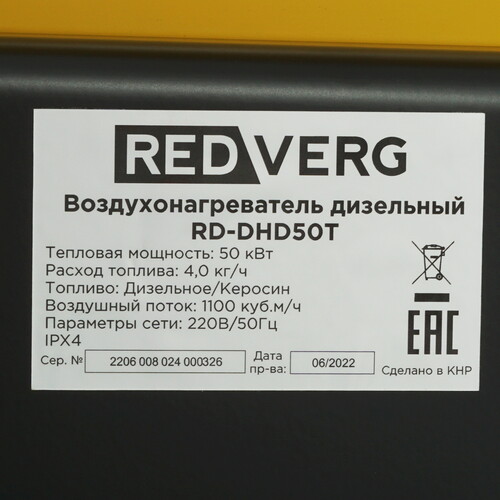 REDVERG
Воздухонагреватель дизельный
RD-DHD50T
Тепловая мощность: 50 кВт
Расход топлива: 4,0 кг/ч
Топливо: Дизельное/Керосин
Воздушный поток: 1100 куб.м/ч
Параметры сети: 220В/50Гц
IPX4
Сер. № 2206 008 024 000326 Дата пр-ва: 06/2022
EAC
Сделано в КНР